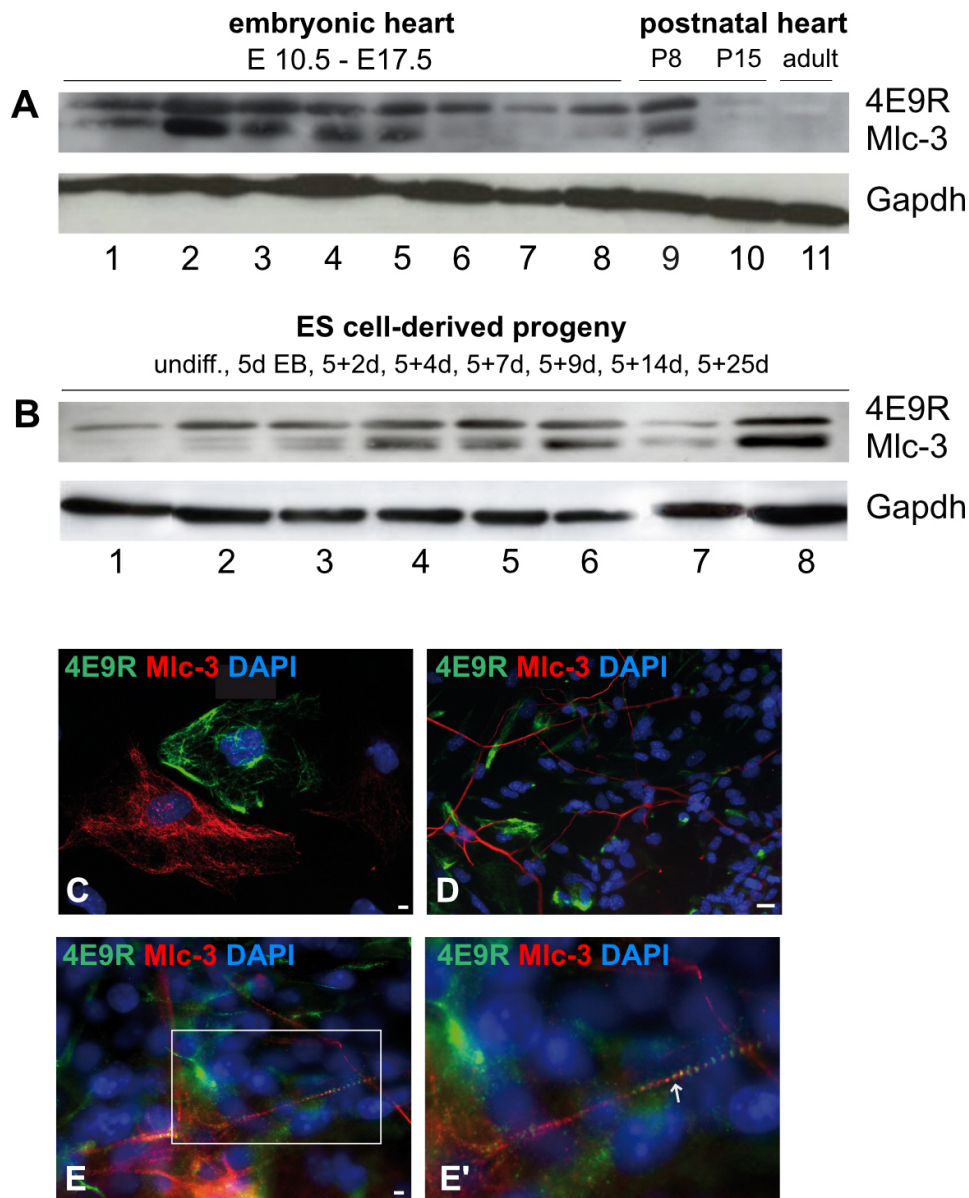 embryonic heart postnatal heart
E 10.5 - E17.5 P8 P15 adult
A 4E9R
Mlc-3
Gapdh
1 2 3 4 5 6 7 8 9 10 11
ES cell-derived progeny
undiff., 5d EB, 5+2d, 5+4d, 5+7d, 5+9d, 5+14d, 5+25d
B 4E9R
Mlc-3
Gapdh
1 2 3 4 5 6 7 8
4E9R Mlc-3 DAPI 4E9R Mlc-3 DAPI
C D
4E9R Mlc-3 DAPI 4E9R Mlc-3 DAPI
E E'